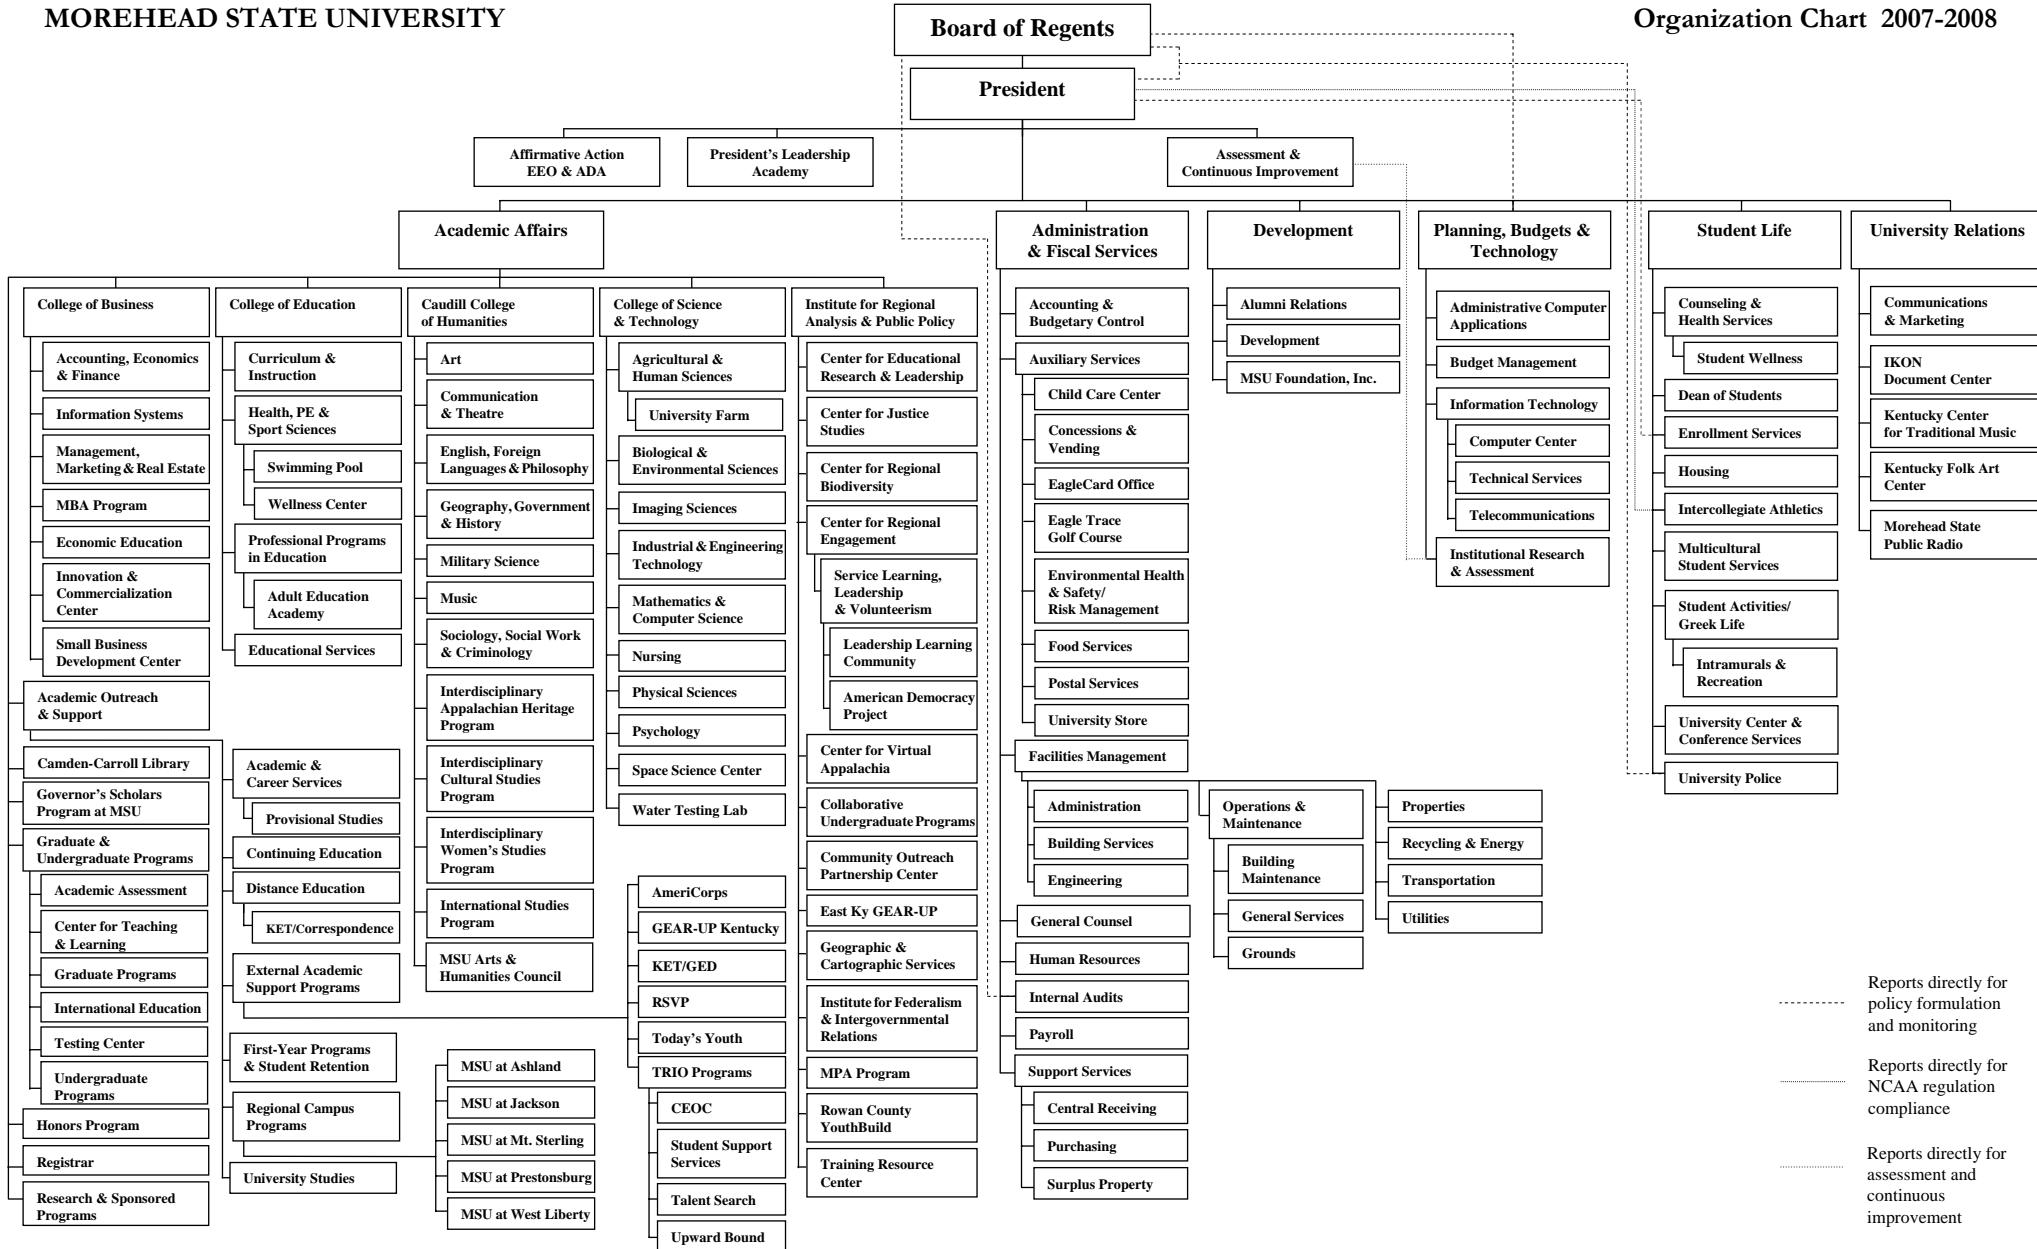 MOREHEAD STATE UNIVERSITY
Organization Chart 2007-2008
Board of Regents
President
Affirmative Action
EEO & ADA
President's Leadership
Academy
Assessment &
Continuous Improvement
Academic Affairs
Administration
& Fiscal Services
Development
Planning, Budgets &
Technology
Student Life
University Relations
College of Business
Accounting, Economics
& Finance
Information Systems
Management,
Marketing & Real Estate
MBA Program
Economic Education
Innovation &
Commercialization
Center
Small Business
Development Center
Academic Outreach
& Support
Camden-Carroll Library
Governor's Scholars
Program at MSU
Graduate &
Undergraduate Programs
Academic Assessment
Center for Teaching
& Learning
Graduate Programs
International Education
Testing Center
Undergraduate
Programs
Honors Program
Registrar
Research & Sponsored
Programs
College of Education
Curriculum &
Instruction
Health, PE &
Sport Sciences
Swimming Pool
Wellness Center
Professional Programs
in Education
Adult Education
Academy
Educational Services
Academic &
Career Services
Provisional Studies
Continuing Education
Distance Education
KET/Correspondence
External Academic
Support Programs
First-Year Programs
& Student Retention
Regional Campus
Programs
University Studies
Caudill College
of Humanities
Art
Communication
& Theatre
English, Foreign
Languages & Philosophy
Geography, Government
& History
Military Science
Music
Sociology, Social Work
& Criminology
Interdisciplinary
Appalachian Heritage
Program
Interdisciplinary
Cultural Studies
Program
Interdisciplinary
Women's Studies
Program
International Studies
Program
MSU Arts &
Humanities Council
MSU at Ashland
MSU at Jackson
MSU at Mt. Sterling
MSU at Prestonsburg
MSU at West Liberty
College of Science
& Technology
Agricultural &
Human Sciences
University Farm
Biological &
Environmental Sciences
Imaging Sciences
Industrial & Engineering
Technology
Mathematics &
Computer Science
Nursing
Physical Sciences
Psychology
Space Science Center
Water Testing Lab
AmeriCorps
GEAR-UP Kentucky
KET/GED
RSVP
Today's Youth
TRIO Programs
CEOC
Student Support
Services
Talent Search
Upward Bound
Institute for Regional
Analysis & Public Policy
Center for Educational
Research & Leadership
Center for Justice
Studies
Center for Regional
Biodiversity
Center for Regional
Engagement
Service Learning,
Leadership
& Volunteerism
Leadership Learning
Community
American Democracy
Project
Center for Virtual
Appalachia
Collaborative
Undergraduate Programs
Community Outreach
Partnership Center
East Ky GEAR-UP
Geographic &
Cartographic Services
Institute for Federalism
& Intergovernmental
Relations
MPA Program
Rowan County
YouthBuild
Training Resource
Center
Accounting &
Budgetary Control
Auxiliary Services
Child Care Center
Concessions &
Vending
EagleCard Office
Eagle Trace
Golf Course
Environmental Health
& Safety/
Risk Management
Food Services
Postal Services
University Store
Facilities Management
Administration
Building Services
Engineering
Operations &
Maintenance
Building
Maintenance
General Services
Grounds
Properties
Recycling & Energy
Transportation
Utilities
General Counsel
Human Resources
Internal Audits
Payroll
Support Services
Central Receiving
Purchasing
Surplus Property
Alumni Relations
Development
MSU Foundation, Inc.
Administrative Computer
Applications
Budget Management
Information Technology
Computer Center
Technical Services
Telecommunications
Institutional Research
& Assessment
Counseling &
Health Services
Student Wellness
Dean of Students
Enrollment Services
Housing
Intercollegiate Athletics
Multicultural
Student Services
Student Activities/
Greek Life
Intramurals &
Recreation
University Center &
Conference Services
University Police
Communications
& Marketing
IKON
Document Center
Kentucky Center
for Traditional Music
Kentucky Folk Art
Center
Morehead State
Public Radio
Reports directly for
policy formulation
and monitoring
Reports directly for
NCAA regulation
compliance
Reports directly for
assessment and
continuous
improvement